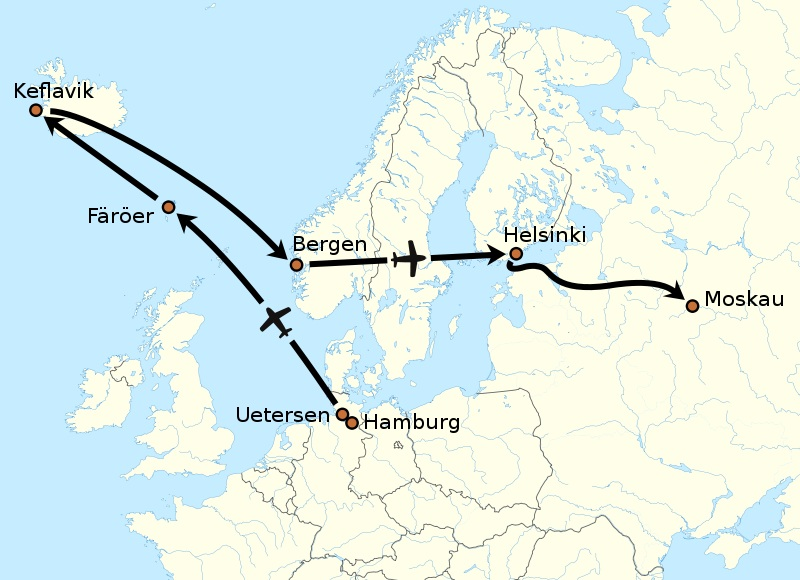 Keflavik
Färöer
Bergen
Helsinki
Moskau
Uetersen
Hamburg